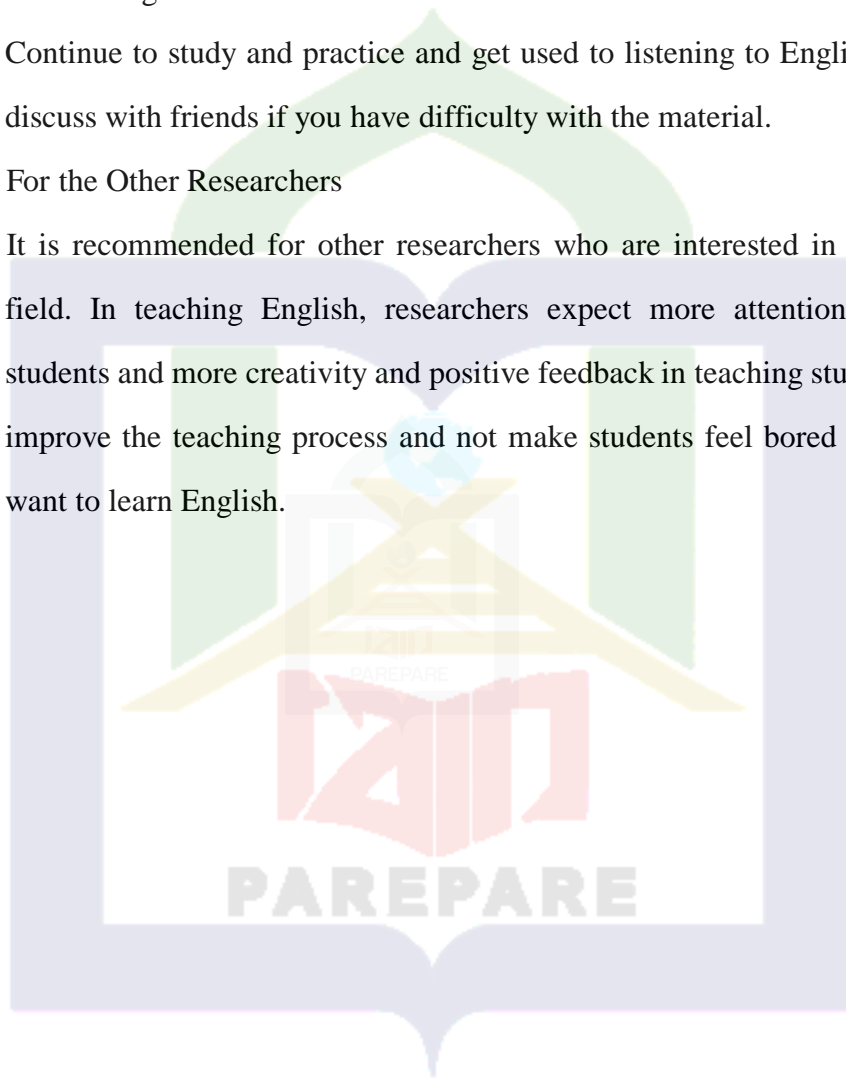 Continue to study and practice and get used to listening to Engli
discuss with friends if you have difficulty with the material.
For the Other Researchers
It is recommended for other researchers who are interested in
field. In teaching English, researchers expect more attention
students and more creativity and positive feedback in teaching stu
improve the teaching process and not make students feel bored
want to learn English.
PAREPARE
PAREPARE